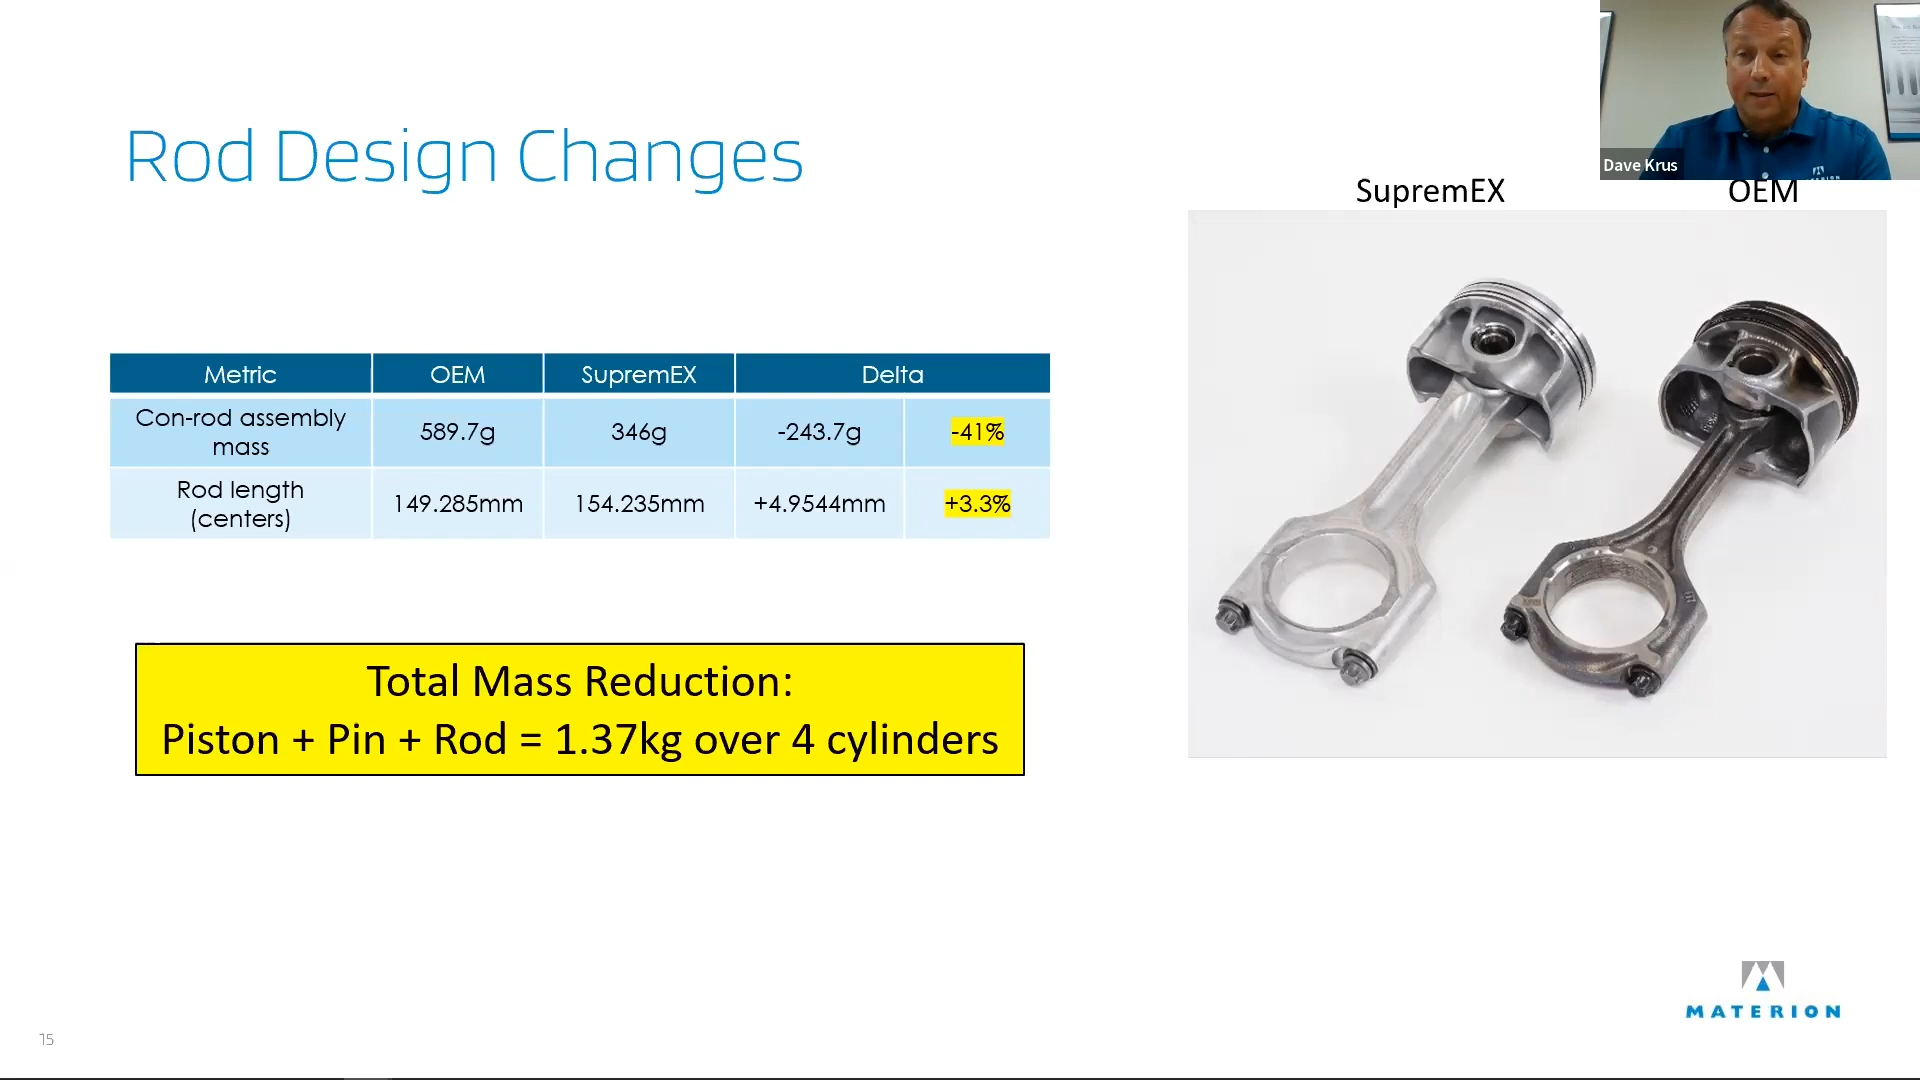 Rod Design Changes
Dave Krus
SupremEX OEM
Metric OEM SupremEX Delta
Con-rod assembly
mass
589.7g 346g -243.7g -41%
Rod length
(centers)
149.285mm 154.235mm +4.9544mm +3.3%
Total Mass Reduction:
Piston + Pin + Rod = 1.37kg over 4 cylinders
MATERION
15